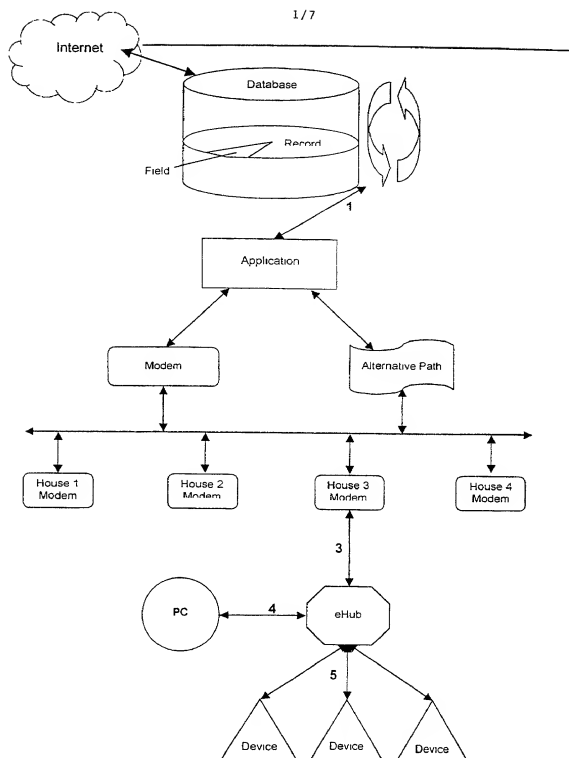 1/7
Internet
Database
Record
Field
1
Application
Modem
Alternative Path
House 1
Modem
House 2
Modem
House 3
Modem
House 4
Modem
3
PC
4
eHub
5
Device
Device
Device